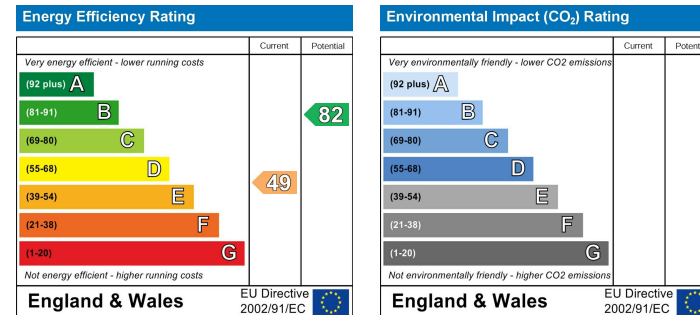 Energy Efficiency Rating
Current Potential
Very energy efficient - lower running costs
(92 plus) A
(81-91) B
82
(69-80) C
(55-68) D
49
(39-54) E
(21-38) F
(1-20) G
Not energy efficient - higher running costs
England & Wales
EU Directive
2002/91/EC
Environmental Impact (CO₂) Rating
Current Potent
Very environmentally friendly - lower CO2 emissions
(92 plus) A
(81-91) B
(69-80) C
(55-68) D
(39-54) E
(21-38) F
(1-20) G
Not environmentally friendly - higher CO2 emissions
England & Wales
EU Directive
2002/91/EC